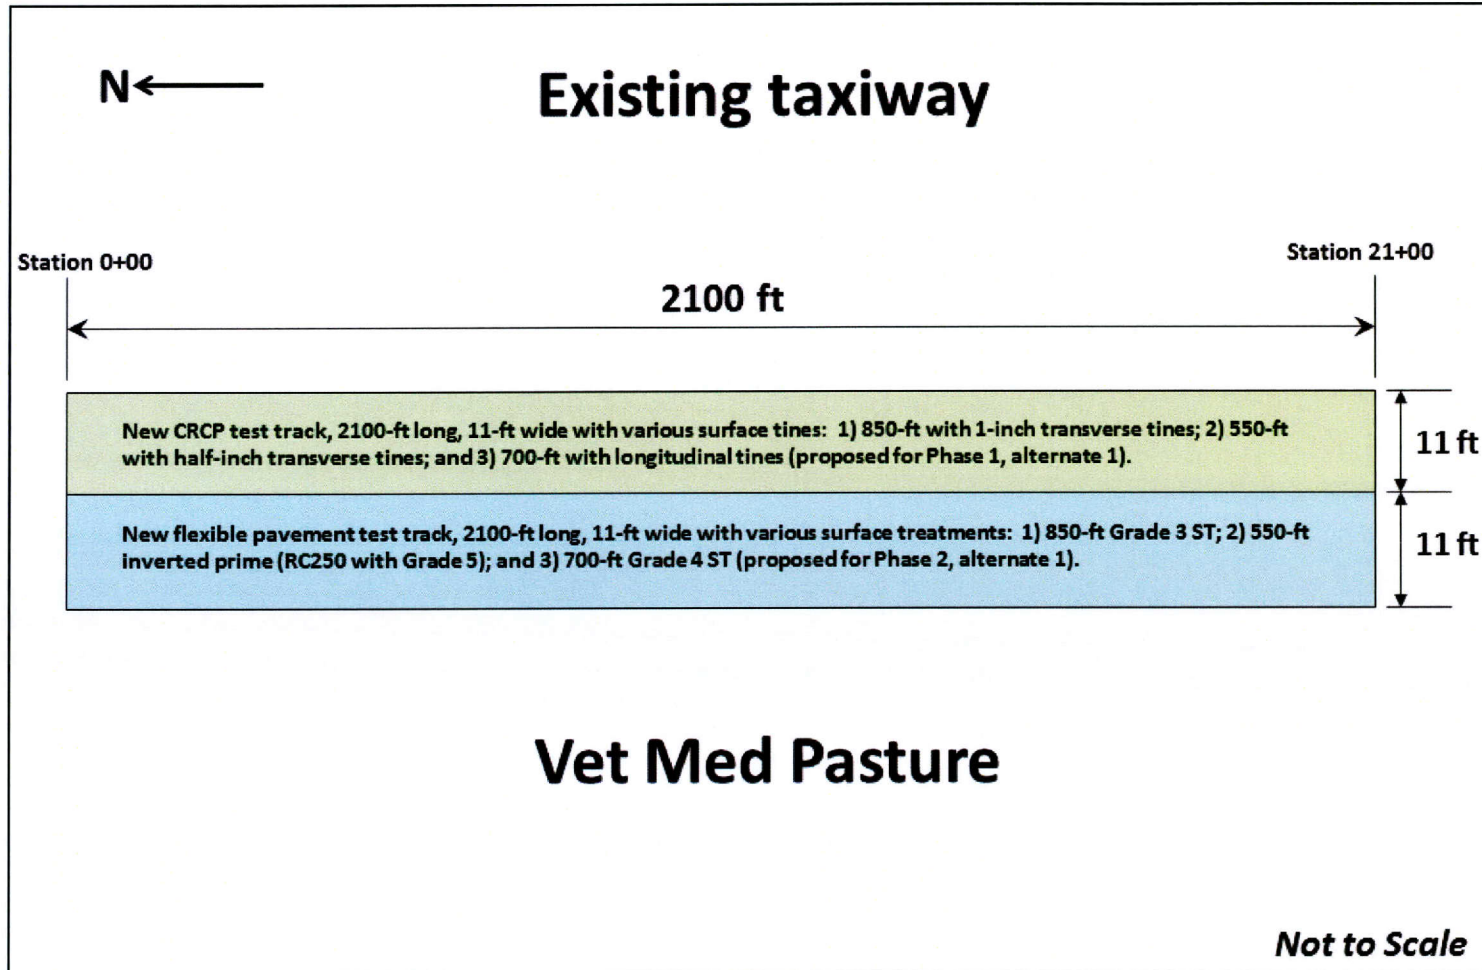 N
Existing taxiway
Station 0+00
Station 21+00
2100 ft
New CRCP test track, 2100-ft long, 11-ft wide with various surface tines: 1) 850-ft with 1-inch transverse tines; 2) 550-ft
with half-inch transverse tines; and 3) 700-ft with longitudinal tines (proposed for Phase 1, alternate 1).
11 ft
New flexible pavement test track, 2100-ft long, 11-ft wide with various surface treatments: 1) 850-ft Grade 3 ST; 2) 550-ft
inverted prime (RC250 with Grade 5); and 3) 700-ft Grade 4 ST (proposed for Phase 2, alternate 1).
11 ft
Vet Med Pasture
Not to Scale